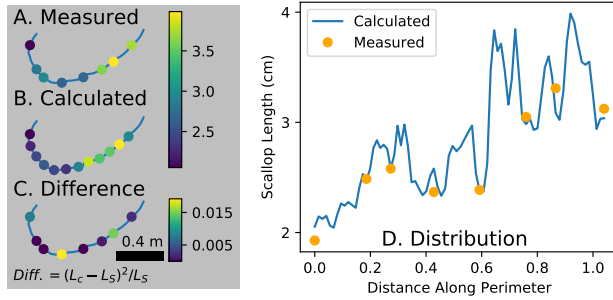 A. Measured
3.5
3.0
2.5
B. Calculated
C. Difference
0.015
0.005
0.4 m
Diff. = (L_c − L_S)²/L_S
Calculated
Measured
4
3
2
Scallop Length (cm)
D. Distribution
0.0 0.2 0.4 0.6 0.8 1.0
Distance Along Perimeter